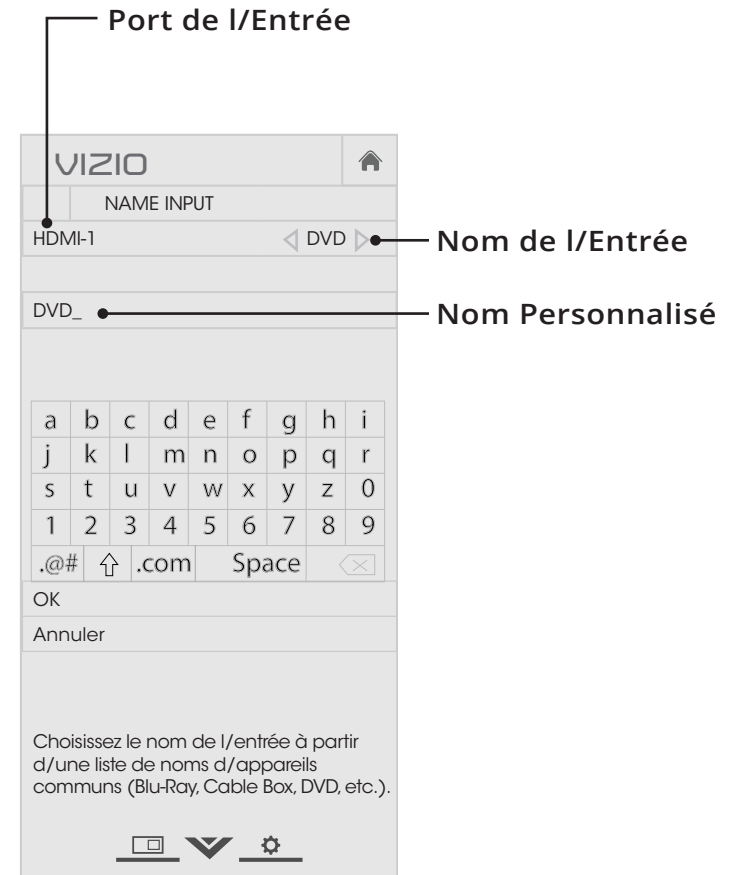 Port de l/Entrée
VIZIO
NAME INPUT
HDMI-1 DVD
Nom de l/Entrée
DVD_
Nom Personnalisé
a b c d e f g h i
j k l m n o p q r
s t u v w x y z 0
1 2 3 4 5 6 7 8 9
.@# .com Space
OK
Annuler
Choisissez le nom de l/entrée à partir
d/une liste de noms d/appareils
communs (Blu-Ray, Cable Box, DVD, etc.).